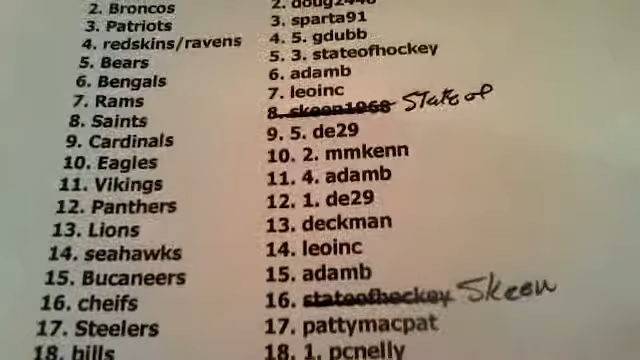 2. Broncos
3. Patriots
4. redskins/ravens
5. Bears
6. Bengals
7. Rams
8. Saints
9. Cardinals
10. Eagles
11. Vikings
12. Panthers
13. Lions
14. seahawks
15. Bucaneers
16. cheifs
17. Steelers
18. bills
2. doug2448
3. sparta91
4. 5. gdubb
5. 3. stateofhockey
6. adamb
7. leoinc
8. skeen1968 State of
9. 5. de29
10. 2. mmkenn
11. 4. adamb
12. 1. de29
13. deckman
14. leoinc
15. adamb
16. stateofhockey Skeen
17. pattymacpat
18. 1. pcnelly